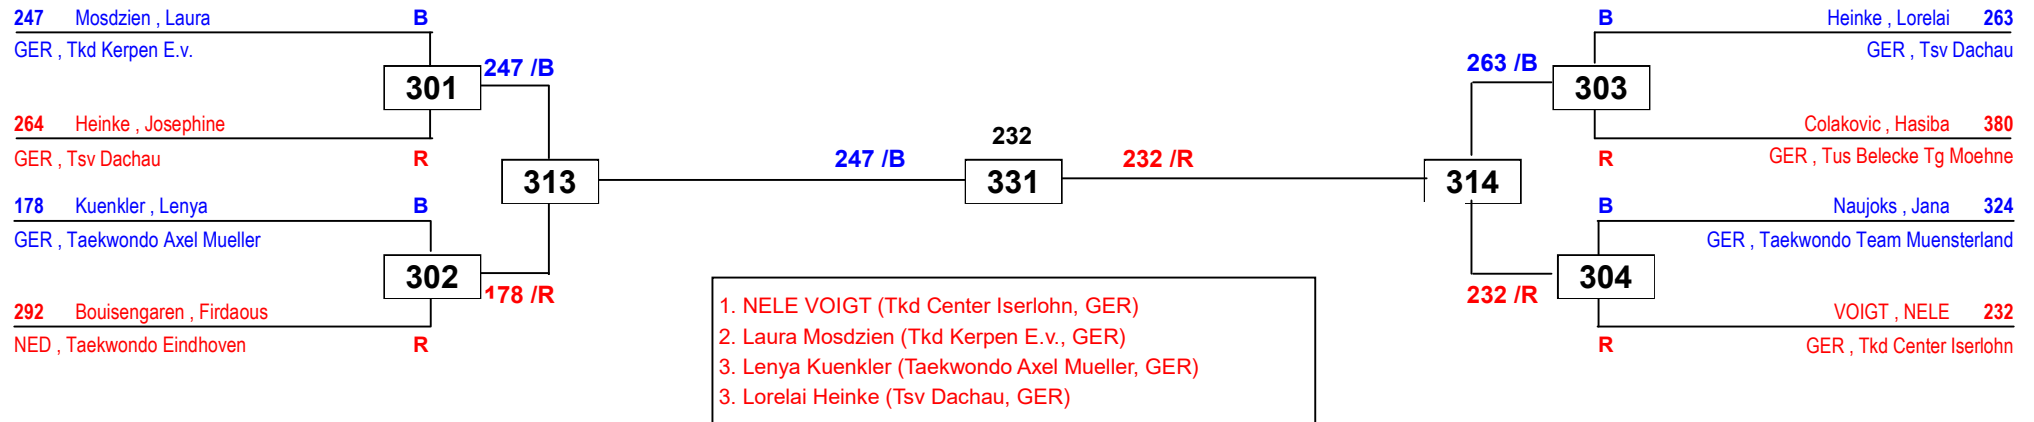 247 Mosdzien , Laura B
GER , Tkd Kerpen E.v.
301
247 /B
264 Heinke , Josephine
GER , Tsv Dachau R
313
178 Kuenkler , Lenya B
GER , Taekwondo Axel Mueller
302
178 /R
292 Bouisengaren , Firdaous
NED , Taekwondo Eindhoven R
247 /B
232
331
232 /R
B Heinke , Lorelai 263
GER , Tsv Dachau
263 /B
303
Colakovic , Hasiba 380
R GER , Tus Belecke Tg Moehne
314
B Naujoks , Jana 324
GER , Taekwondo Team Muensterland
304
232 /R
VOIGT , NELE 232
R GER , Tkd Center Iserlohn
1. NELE VOIGT (Tkd Center Iserlohn, GER)
2. Laura Mosdzien (Tkd Kerpen E.v., GER)
3. Lenya Kuenkler (Taekwondo Axel Mueller, GER)
3. Lorelai Heinke (Tsv Dachau, GER)